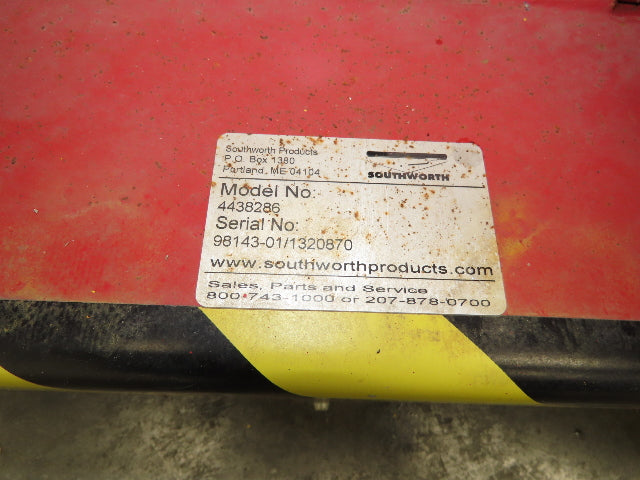 Southworth Products
P.O. Box 1380
Portland, ME 04104
SOUTHWORTH
Model No:
4438286
Serial No:
98143-01/1320870
www.southworthproducts.com
Sales, Parts and Service
800-743-1000 or 207-878-0700